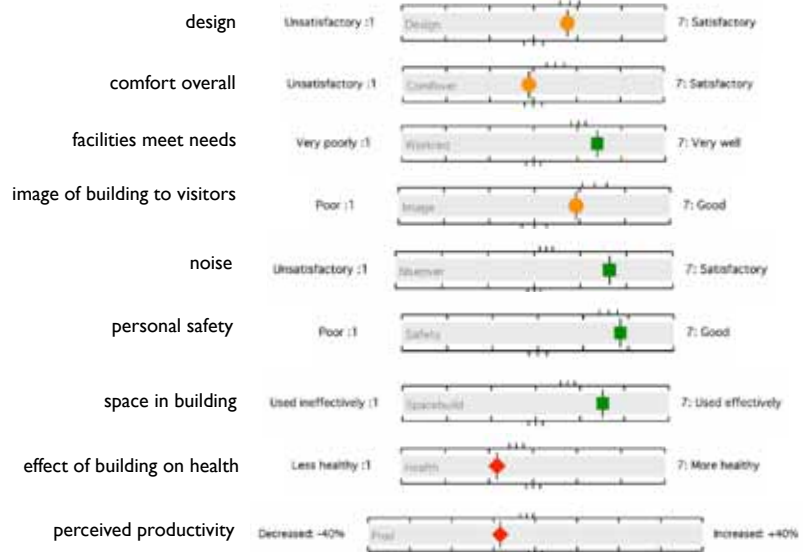 design Unsatisfactory :1 Design 7: Satisfactory
comfort overall Unsatisfactory :1 Comfover 7: Satisfactory
facilities meet needs Very poorly :1 Workreq 7: Very well
image of building to visitors Poor :1 Image 7: Good
noise Unsatisfactory :1 7: Satisfactory
personal safety Poor :1 Safety 7: Good
space in building Used ineffectively :1 Spacebuild 7: Used effectively
effect of building on health Less healthy :1 Health 7: More healthy
perceived productivity Decreased: -40% Prod Increased: +40%